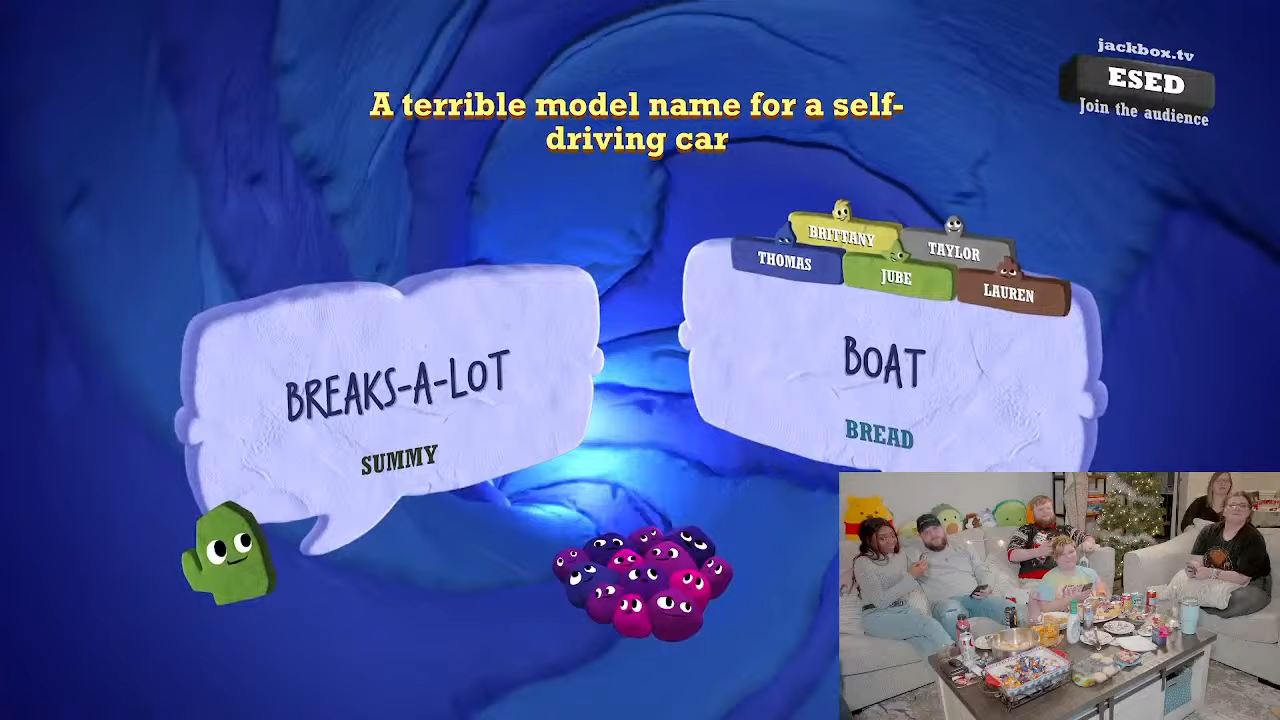 jackbox.tv
ESED
Join the audience
A terrible model name for a self-
driving car
BRITTANY
TAYLOR
THOMAS
JUBE
LAUREN
BREAKS-A-LOT
SUMMY
BOAT
BREAD